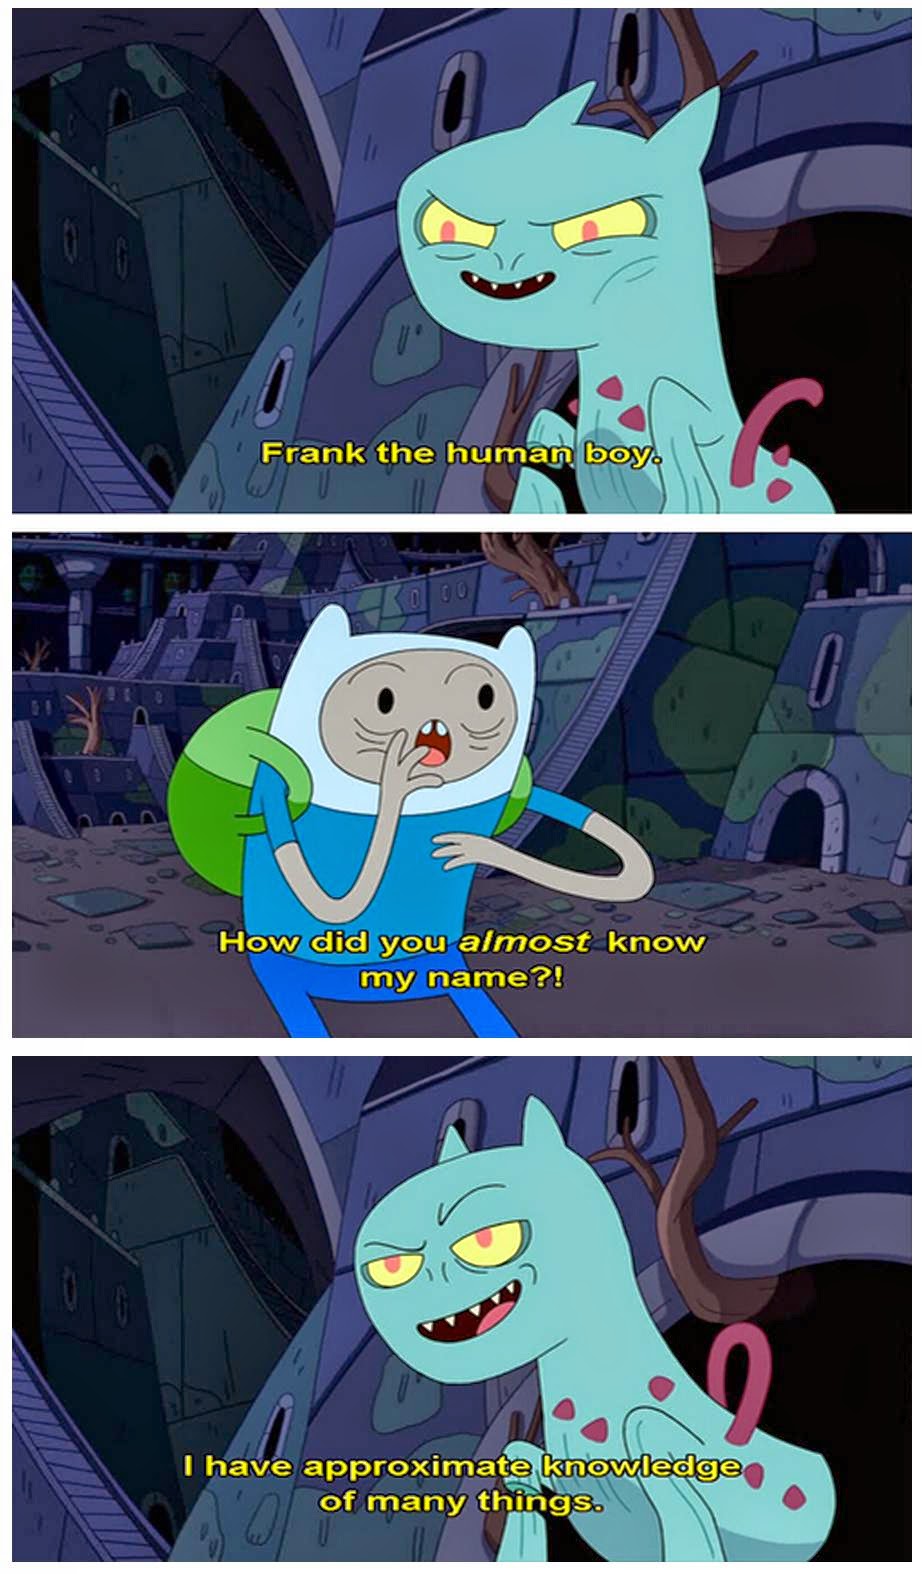 Frank the human boy.
How did you almost know
my name?!
I have approximate knowledge
of many things.